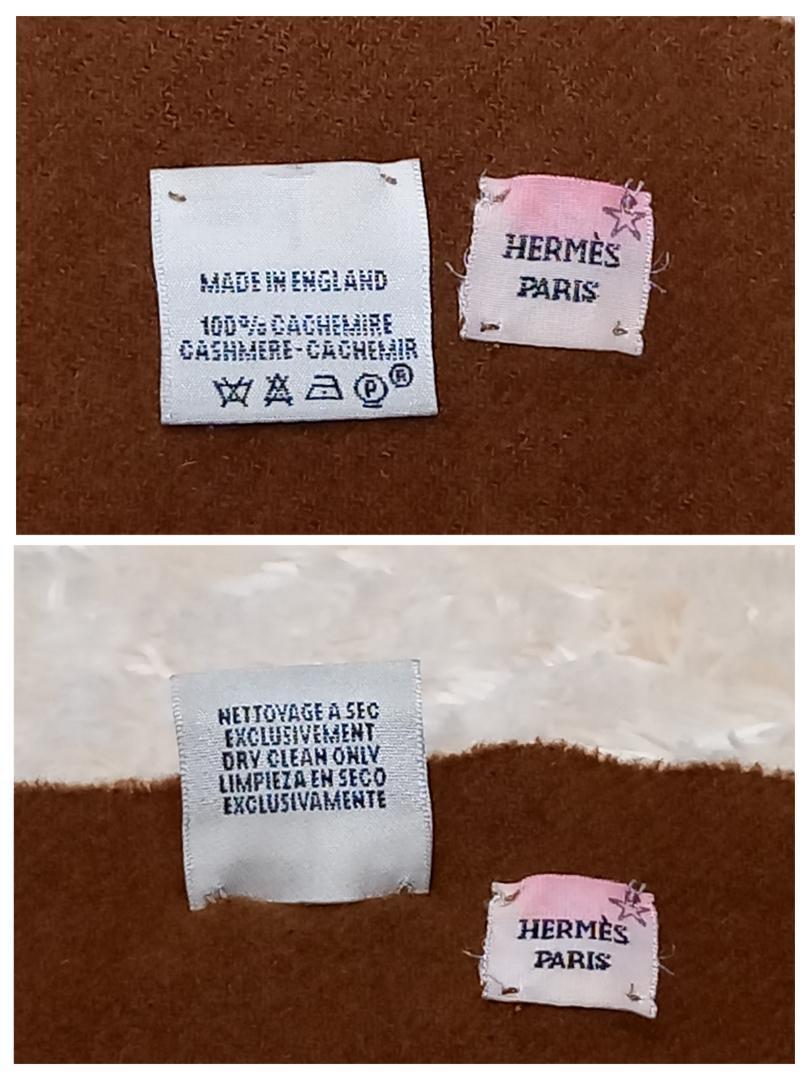 MADE IN ENGLAND
100% CACHEMIRE
CASHMERE-CACHEMIR
P ®
HERMÈS
PARIS
NETTOYAGE A SEC
EXCLUSIVEMENT
DRY CLEAN ONLY
LIMPIEZA EN SECO
EXCLUSIVAMENTE
HERMÈS
PARIS